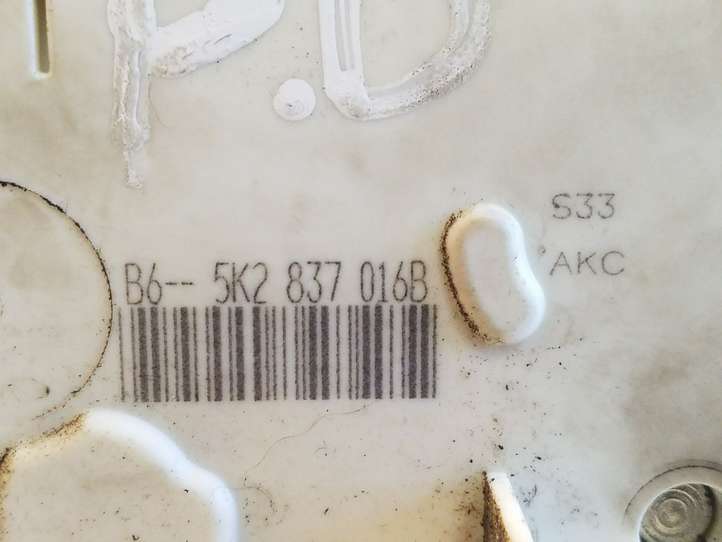 P.D
S33
AKC
B6-- 5K2 837 016B